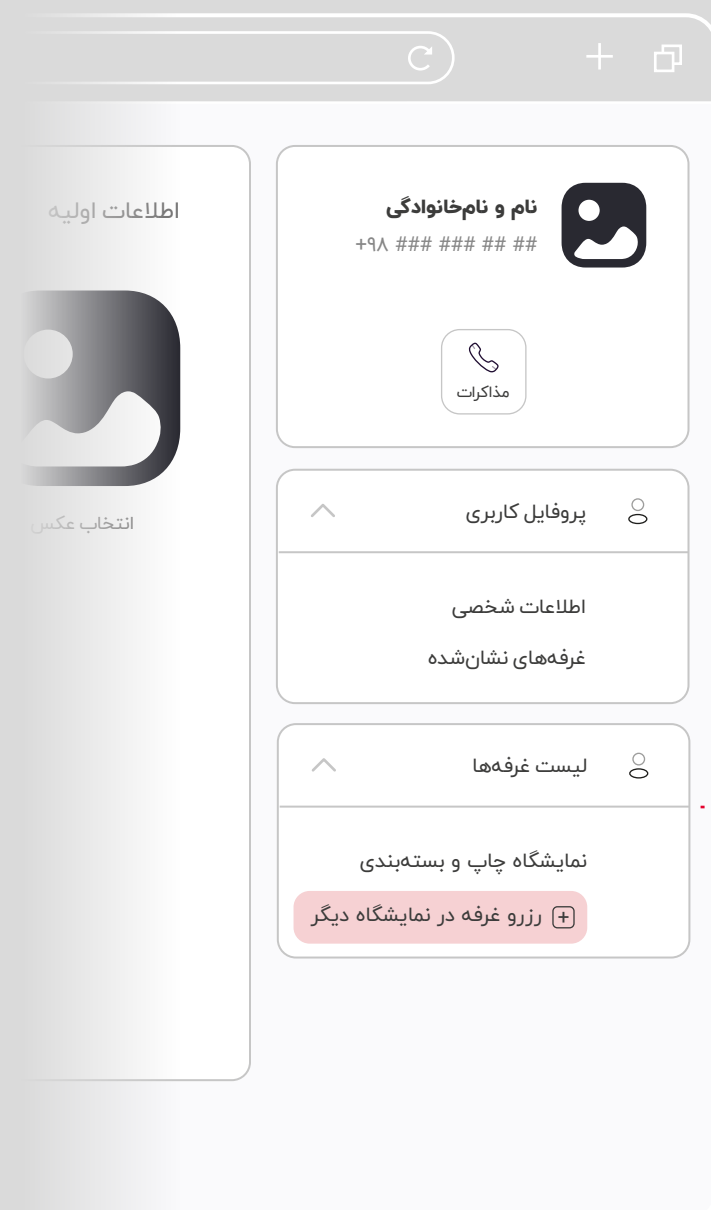 نام و نام‌خانوادگی
+۹۸ ### ### ## ##
مذاکرات
پروفایل کاربری
اطلاعات شخصی
غرفه‌های نشان‌شده
لیست غرفه‌ها
نمایشگاه چاپ و بسته‌بندی
رزرو غرفه در نمایشگاه دیگر
اطلاعات اولیه
انتخاب عکس